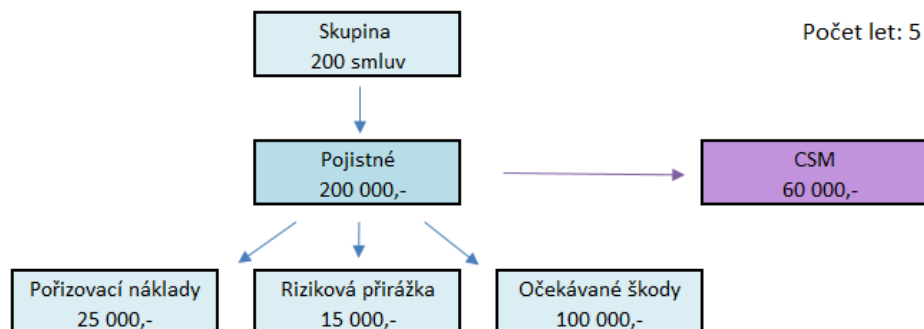 Skupina
200 smluv
Počet let: 5
Pojistné
200 000,-
CSM
60 000,-
Pořizovací náklady
25 000,-
Riziková přirážka
15 000,-
Očekávané škody
100 000,-